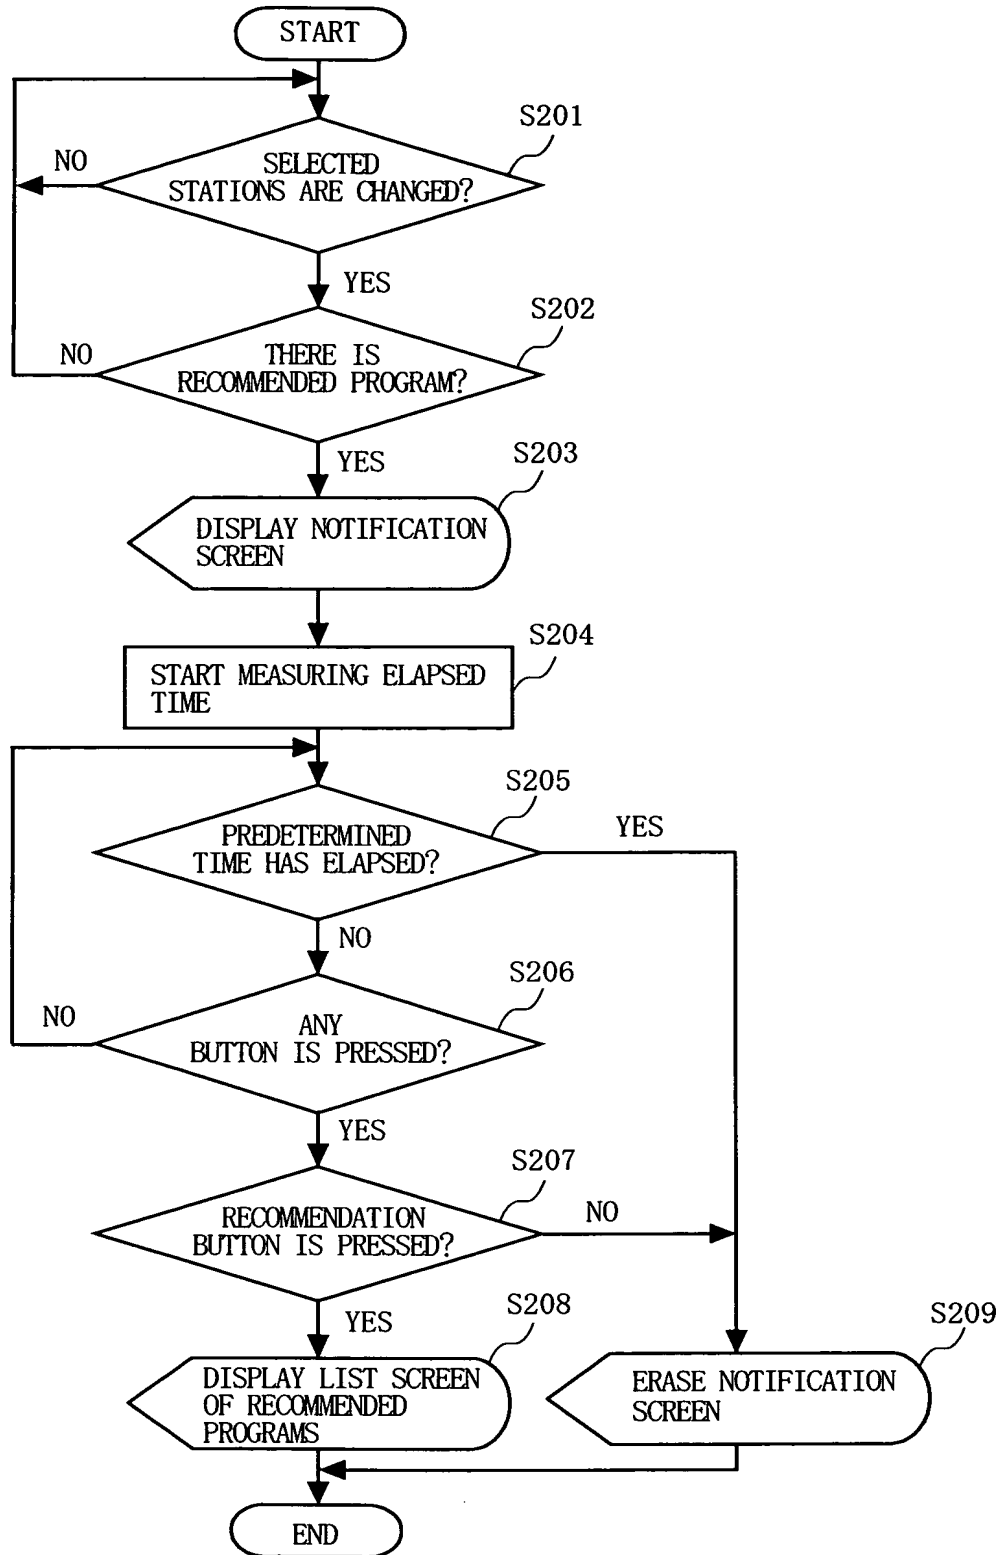 START
S201
NO
SELECTED
STATIONS ARE CHANGED?
YES
S202
NO
THERE IS
RECOMMENDED PROGRAM?
YES
S203
DISPLAY NOTIFICATION
SCREEN
S204
START MEASURING ELAPSED
TIME
S205
PREDETERMINED
TIME HAS ELAPSED?
YES
NO
S206
NO
ANY
BUTTON IS PRESSED?
YES
S207
RECOMMENDATION
BUTTON IS PRESSED?
NO
YES
S208
DISPLAY LIST SCREEN
OF RECOMMENDED
PROGRAMS
S209
ERASE NOTIFICATION
SCREEN
END